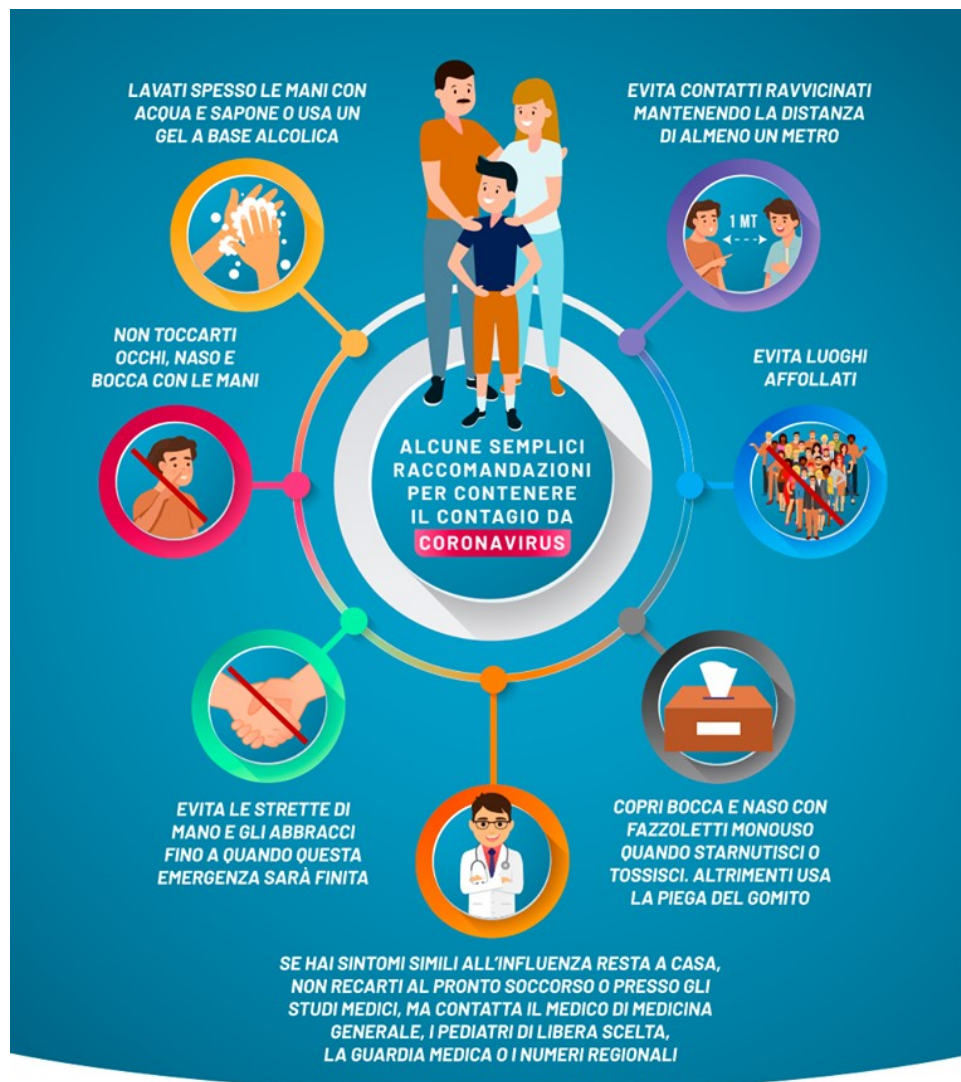 LAVATI SPESSO LE MANI CON
ACQUA E SAPONE O USA UN
GEL A BASE ALCOLICA
EVITA CONTATTI RAVVICINATI
MANTENENDO LA DISTANZA
DI ALMENO UN METRO
1 MT
NON TOCCARTI
OCCHI, NASO E
BOCCA CON LE MANI
EVITA LUOGHI
AFFOLLATI
ALCUNE SEMPLICI
RACCOMANDAZIONI
PER CONTENERE
IL CONTAGIO DA
CORONAVIRUS
EVITA LE STRETTE DI
MANO E GLI ABBRACCI
FINO A QUANDO QUESTA
EMERGENZA SARÀ FINITA
COPRI BOCCA E NASO CON
FAZZOLETTI MONOUSO
QUANDO STARNUTISCI O
TOSSISCI. ALTRIMENTI USA
LA PIEGA DEL GOMITO
SE HAI SINTOMI SIMILI ALL'INFLUENZA RESTA A CASA,
NON RECARTI AL PRONTO SOCCORSO O PRESSO GLI
STUDI MEDICI, MA CONTATTA IL MEDICO DI MEDICINA
GENERALE, I PEDIATRI DI LIBERA SCELTA,
LA GUARDIA MEDICA O I NUMERI REGIONALI